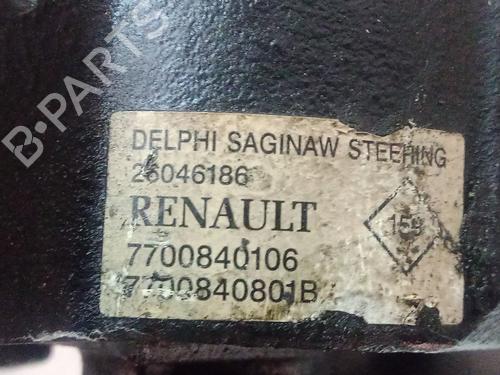 B-PARTS
DELPHI SAGINAW STEERING
26046186
RENAULT
159
7700840106
7700840801B